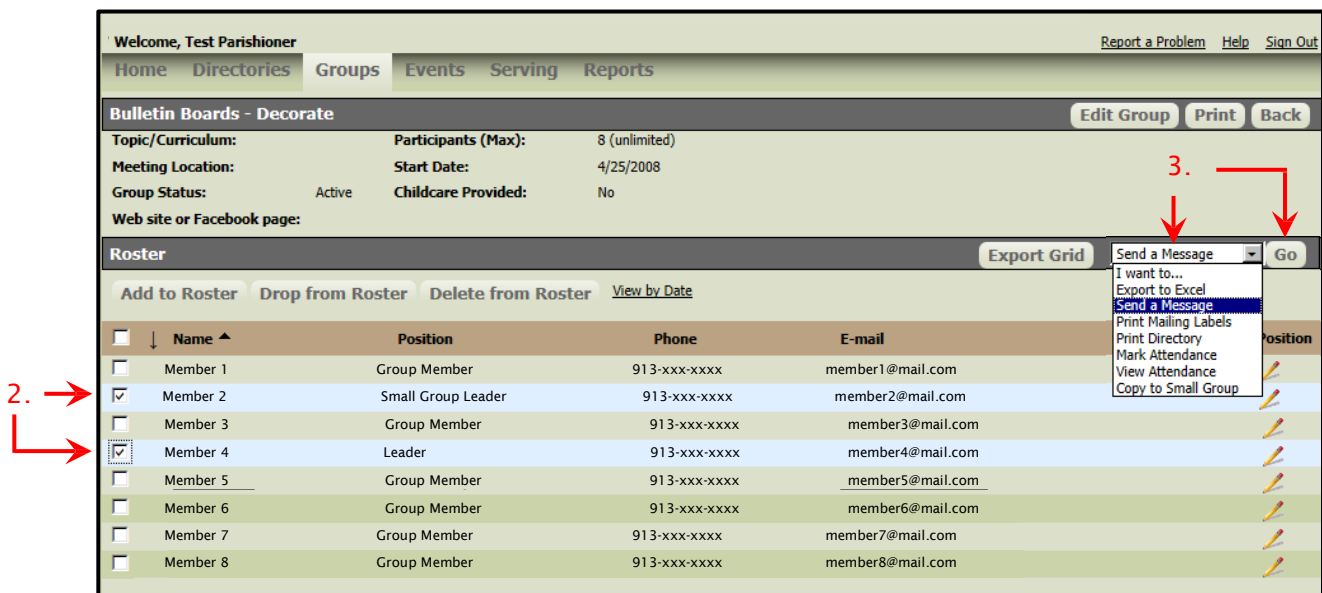 Welcome, Test Parishioner Report a Problem Help Sign Out
Home Directories Groups Events Serving Reports
Bulletin Boards - Decorate Edit Group Print Back
Topic/Curriculum: Participants (Max): 8 (unlimited)
Meeting Location: Start Date: 4/25/2008
3.
Group Status: Active Childcare Provided: No
Web site or Facebook page:
Roster Export Grid Send a Message Go
I want to...
Export to Excel
Send a Message
Print Mailing Labels
Print Directory
Mark Attendance
View Attendance
Copy to Small Group
Add to Roster Drop from Roster Delete from Roster View by Date
↓ Name Position Phone E-mail Position
Member 1 Group Member 913-xxx-xxxx member1@mail.com
2.
Member 2 Small Group Leader 913-xxx-xxxx member2@mail.com
Member 3 Group Member 913-xxx-xxxx member3@mail.com
Member 4 Leader 913-xxx-xxxx member4@mail.com
Member 5 Group Member 913-xxx-xxxx member5@mail.com
Member 6 Group Member 913-xxx-xxxx member6@mail.com
Member 7 Group Member 913-xxx-xxxx member7@mail.com
Member 8 Group Member 913-xxx-xxxx member8@mail.com